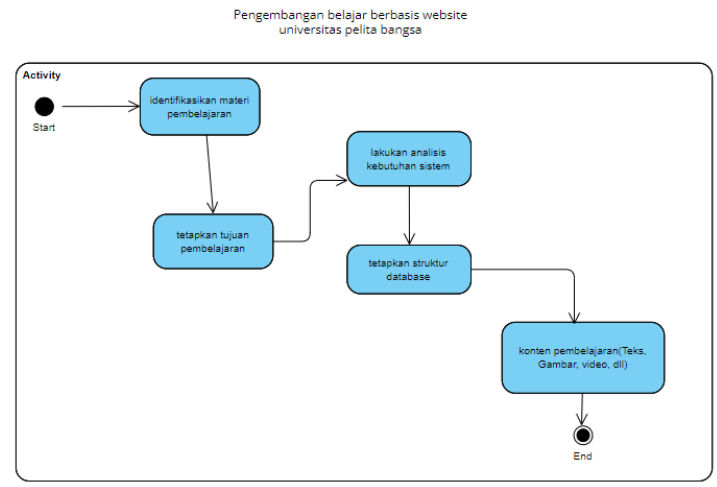 Pengembangan belajar berbasis website
universitas pelita bangsa
Activity
Start
identifikasikan materi
pembelajaran
tetapkan tujuan
pembelajaran
lakukan analisis
kebutuhan sistem
tetapkan struktur
database
konten pembelajaran(Teks,
Gambar, video, dll)
End